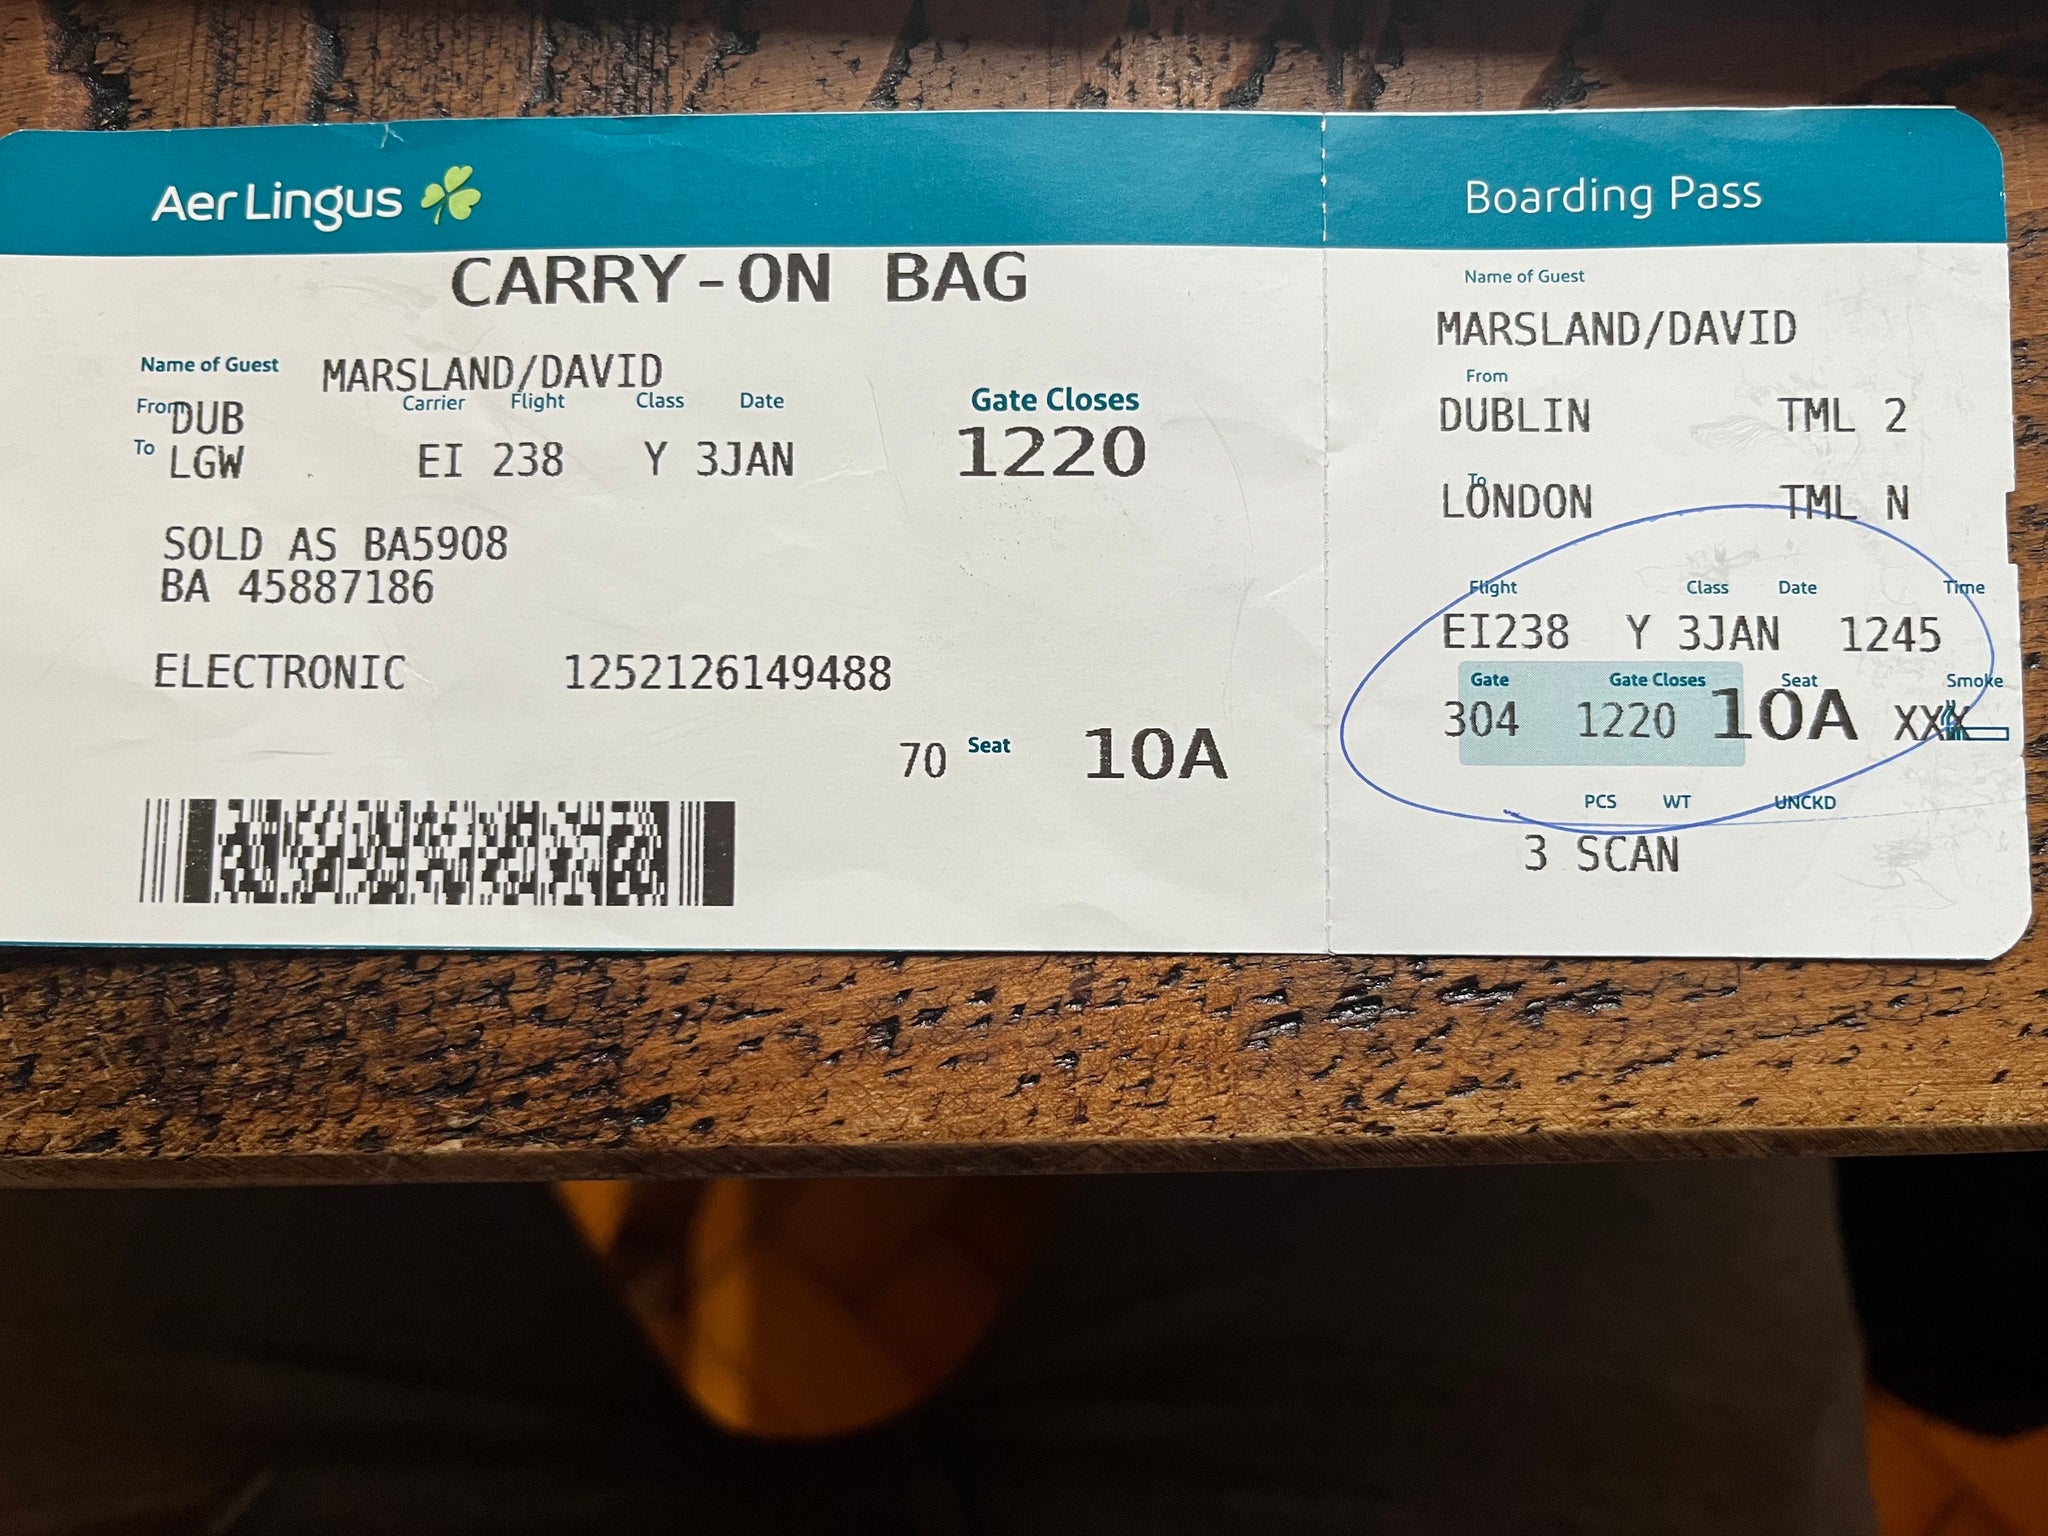 Aer Lingus
CARRY-ON BAG
Name of Guest MARSLAND/DAVID
From DUB Carrier Flight Class Date Gate Closes
To LGW EI 238 Y 3JAN 1220
SOLD AS BA5908
BA 45887186
ELECTRONIC 1252126149488
70 Seat 10A
Boarding Pass
Name of Guest
MARSLAND/DAVID
From
DUBLIN TML 2
To
LONDON TML N
Flight Class Date Time
EI238 Y 3JAN 1245
Gate Gate Closes Seat Smoke
304 1220 10A XXX
PCS WT UNCKD
3 SCAN